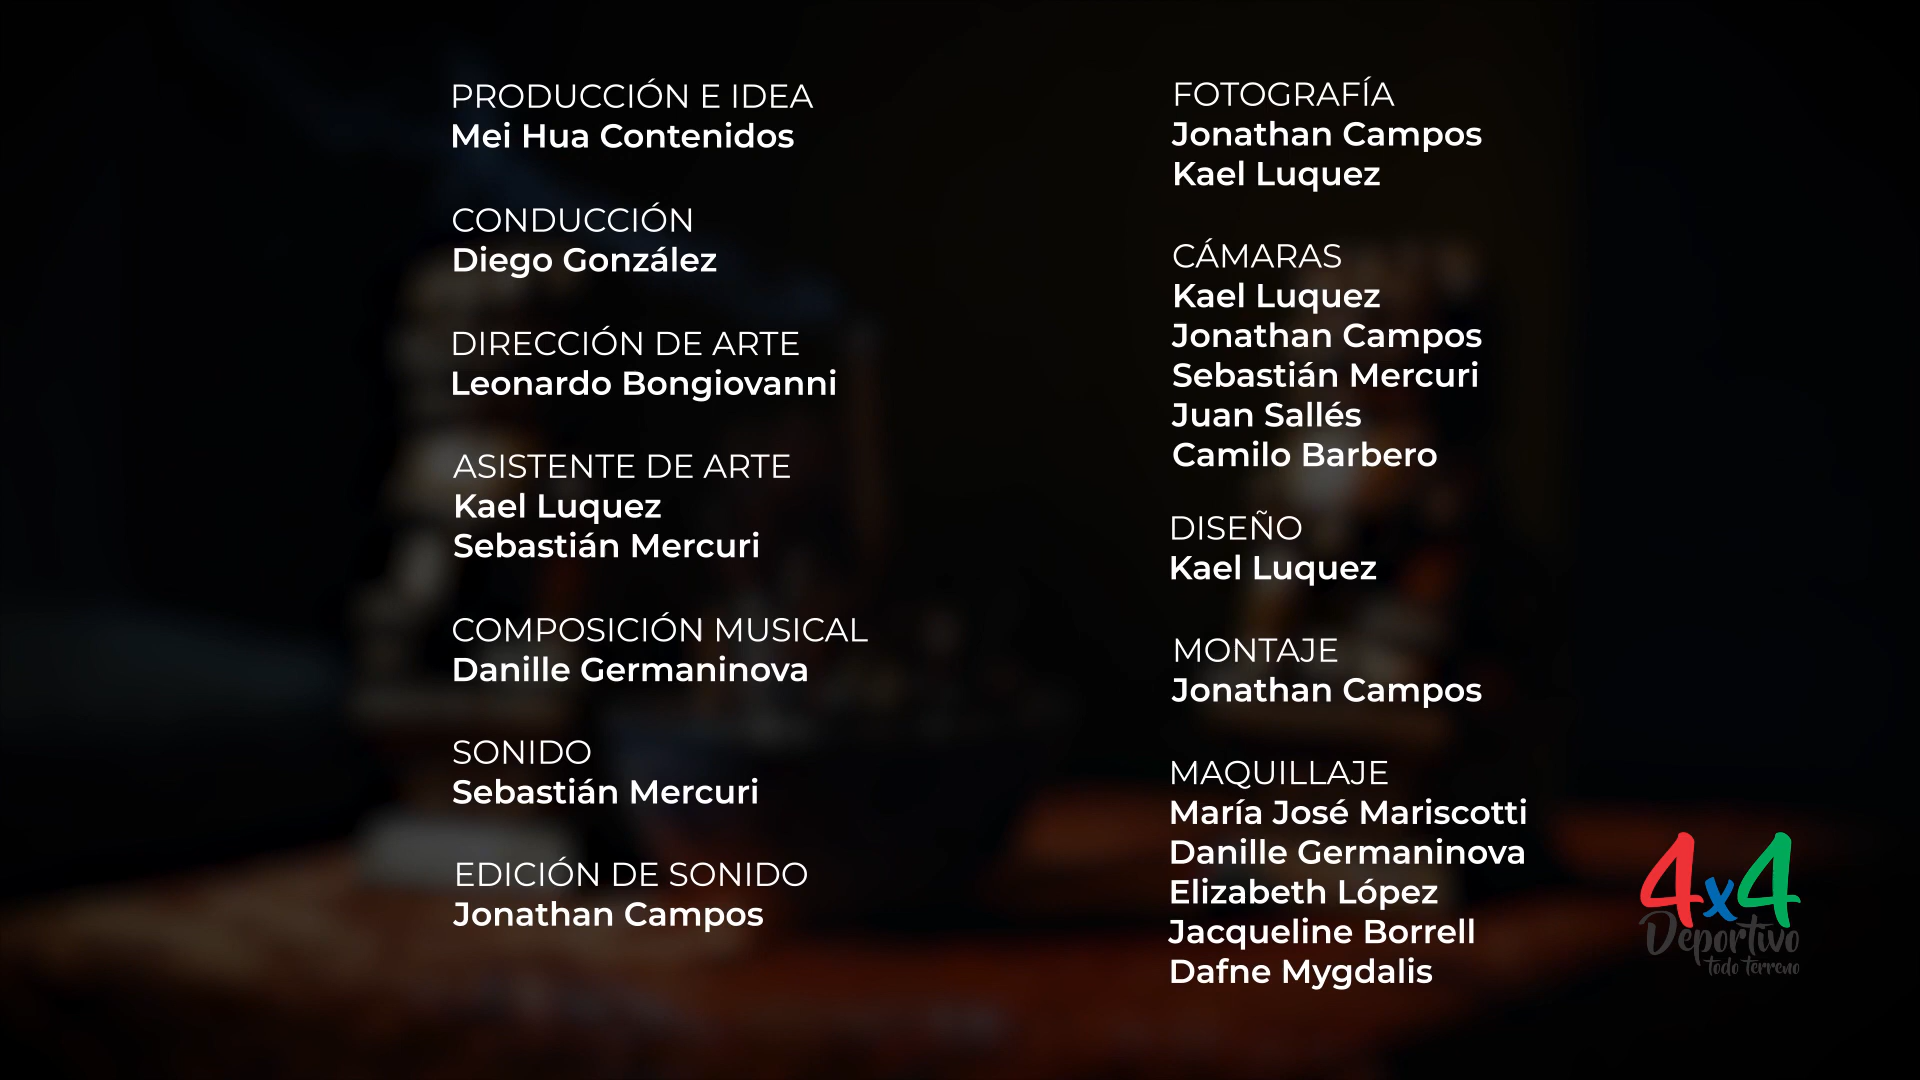 PRODUCCIÓN E IDEA
Mei Hua Contenidos
CONDUCCIÓN
Diego González
DIRECCIÓN DE ARTE
Leonardo Bongiovanni
ASISTENTE DE ARTE
Kael Luquez
Sebastián Mercuri
COMPOSICIÓN MUSICAL
Danille Germaninova
SONIDO
Sebastián Mercuri
EDICIÓN DE SONIDO
Jonathan Campos
FOTOGRAFÍA
Jonathan Campos
Kael Luquez
CÁMARAS
Kael Luquez
Jonathan Campos
Sebastián Mercuri
Juan Sallés
Camilo Barbero
DISEÑO
Kael Luquez
MONTAJE
Jonathan Campos
MAQUILLAJE
María José Mariscotti
Danille Germaninova
Elizabeth López
Jacqueline Borrell
Dafne Mygdalis
4x4
Deportivo
todo terreno